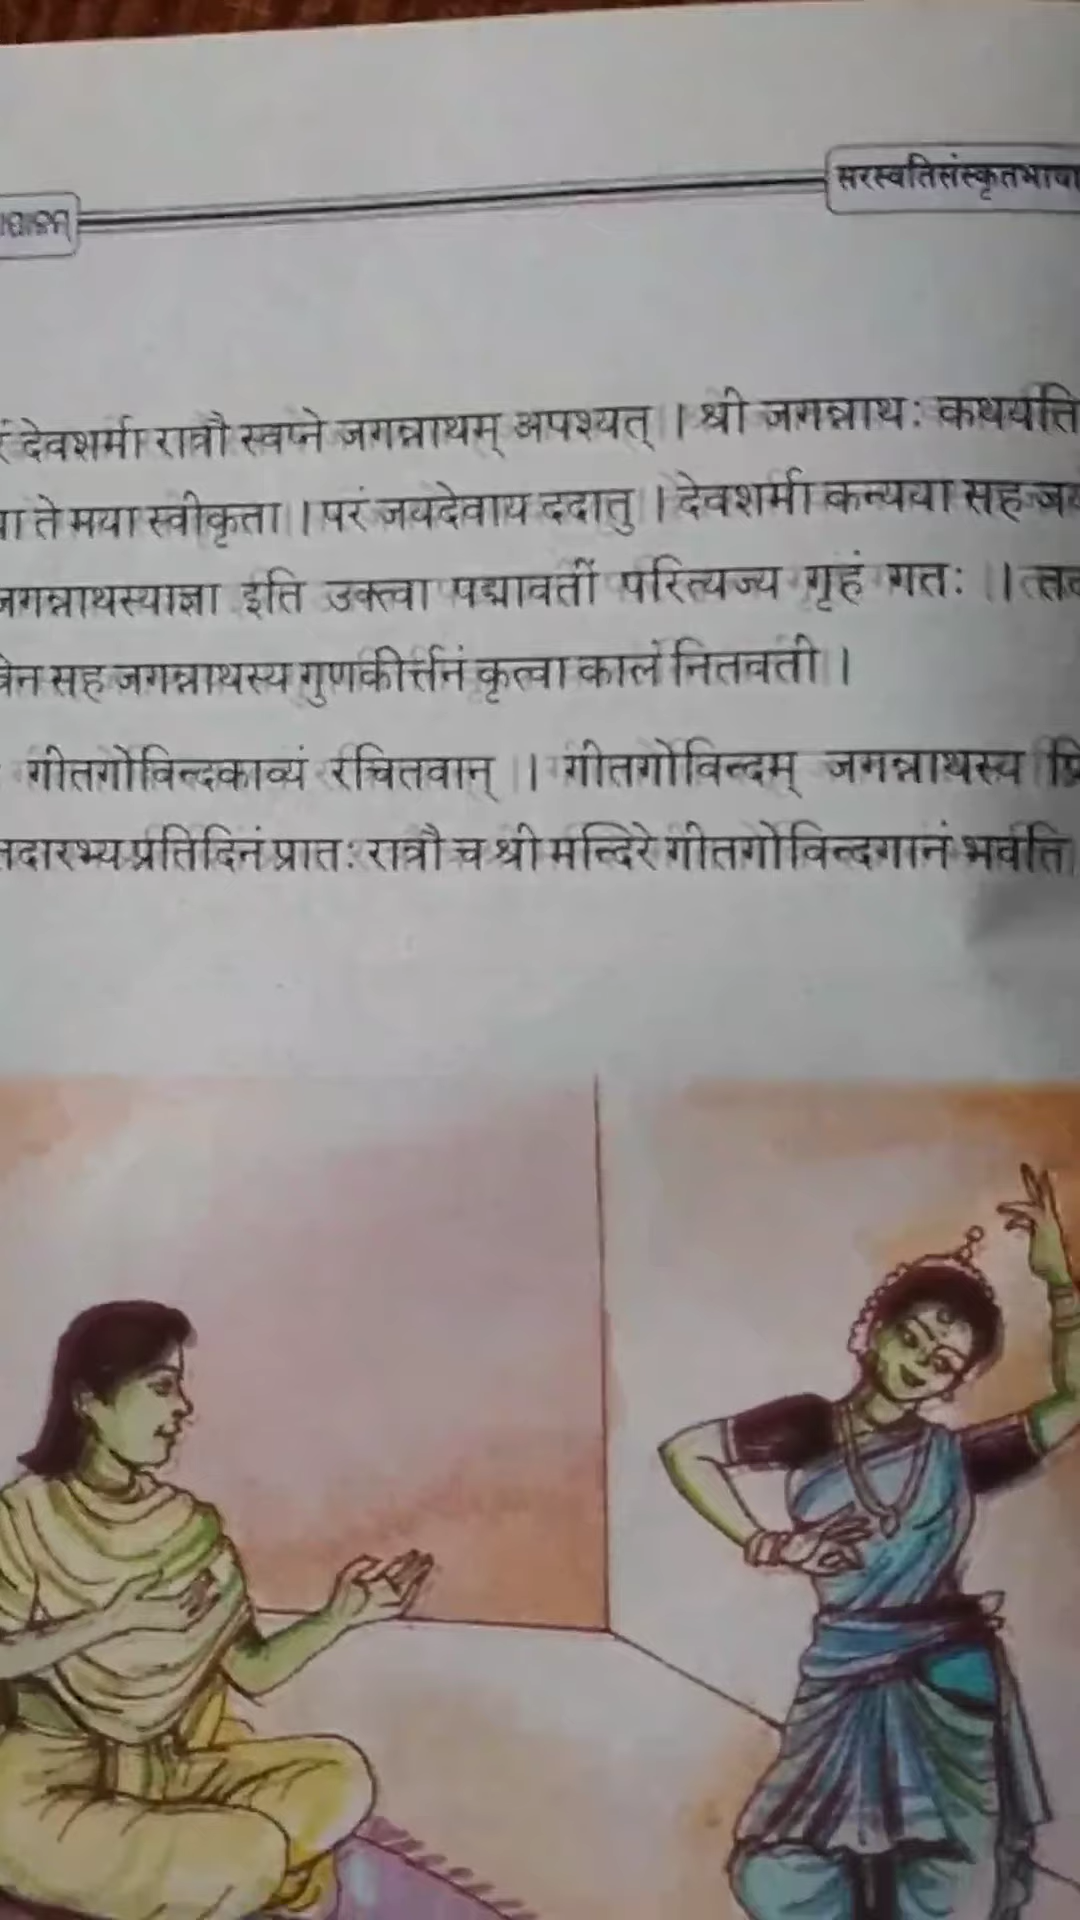 सरस्वतिसंस्कृतभाषा
देवशर्मा रात्रौ स्वप्ने जगन्नाथम् अपश्यत् । श्री जगन्नाथः कथयति
ते मया स्वीकृता । परं जयदेवाय ददातु । देवशर्मा कन्यया सह
जगन्नाथस्याज्ञा इति उक्त्वा पद्मावतीं परित्यज्य गृहं गतः ।
सह जगन्नाथस्य गुणकीर्त्तनं कृत्वा कालं नितवती ।
गीतगोविन्दकाव्यं रचितवान् । गीतगोविन्दम् जगन्नाथस्य
तदारभ्य प्रतिदिनं प्रातः रात्रौ च श्री मन्दिरे गीतगोविन्दगानं भवति